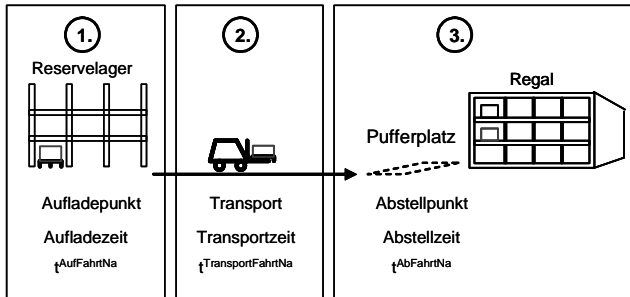 1.
Reservelager
Aufladepunkt
Aufladezeit
t^AufFahrtNa
2.
Transport
Transportzeit
t^TransportFahrtNa
3.
Regal
Pufferplatz
Abstellpunkt
Abstellzeit
t^AbFahrtNa